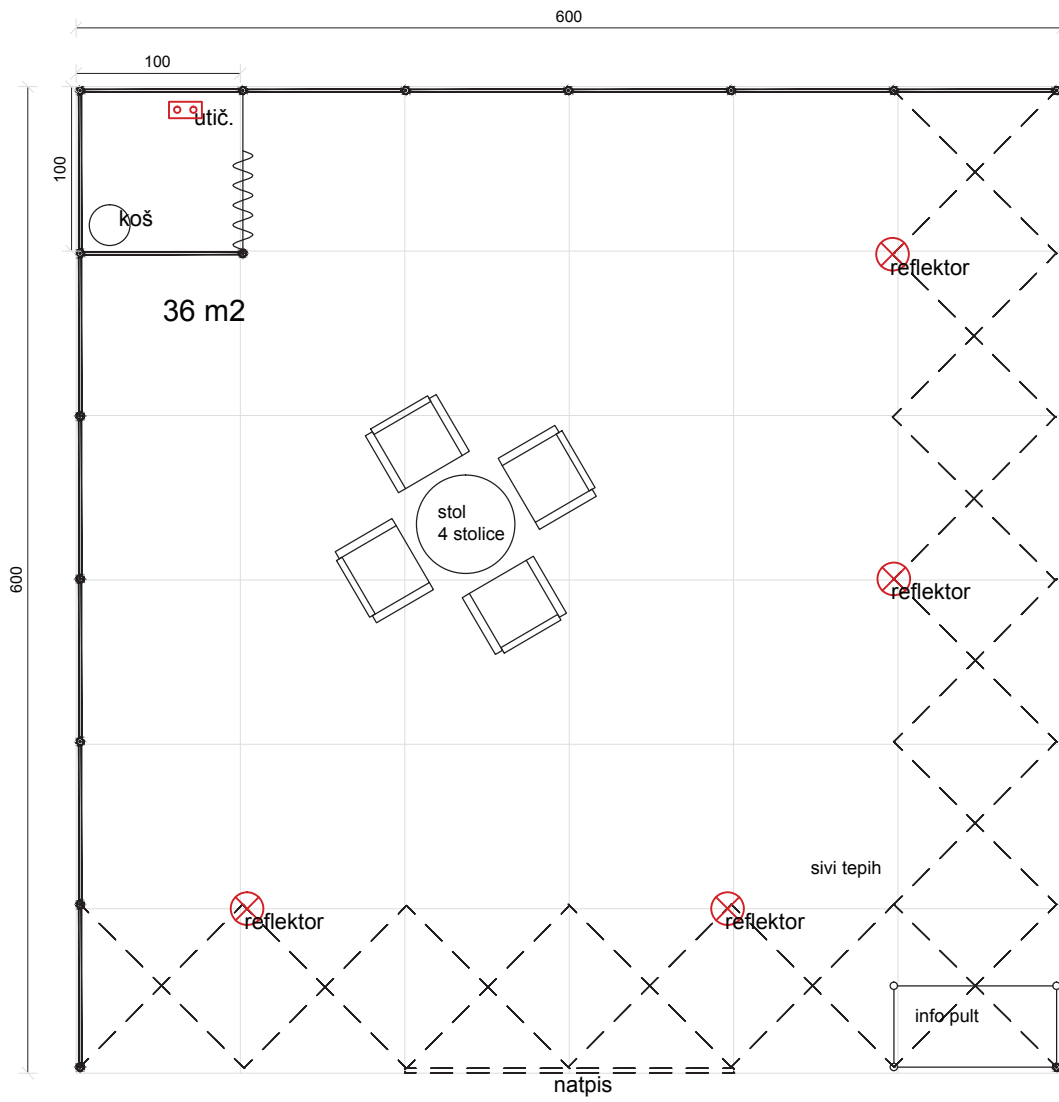 600
100
utič.
100
koš
reflektor
36 m2
stol
4 stolice
600
reflektor
sivi tepih
reflektor
reflektor
info pult
natpis